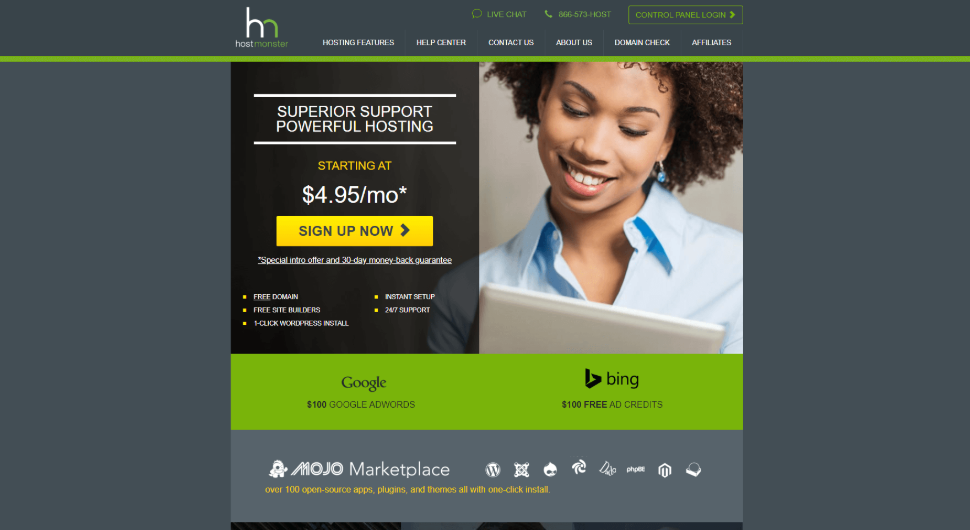 hn
hostmonster
LIVE CHAT
866-573-HOST
CONTROL PANEL LOGIN
HOSTING FEATURES
HELP CENTER
CONTACT US
ABOUT US
DOMAIN CHECK
AFFILIATES
SUPERIOR SUPPORT
POWERFUL HOSTING
STARTING AT
$4.95/mo*
SIGN UP NOW
*Special intro offer and 30-day money-back guarantee
FREE DOMAIN
FREE SITE BUILDERS
1-CLICK WORDPRESS INSTALL
INSTANT SETUP
24/7 SUPPORT
Google
$100 GOOGLE ADWORDS
bing
$100 FREE AD CREDITS
MOJO Marketplace
phpBB
over 100 open-source apps, plugins, and themes all with one-click install.